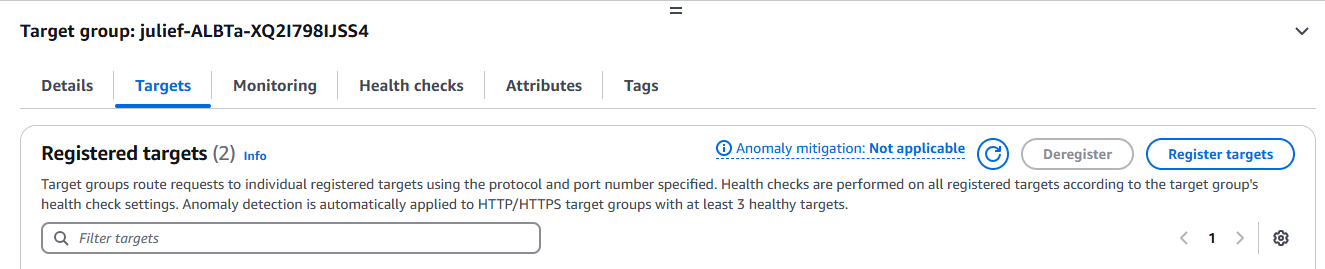 Target group: julief-ALBTa-XQ2I798IJSS4
Details
Targets
Monitoring
Health checks
Attributes
Tags
Registered targets (2) Info
Anomaly mitigation: Not applicable
Deregister
Register targets
Target groups route requests to individual registered targets using the protocol and port number specified. Health checks are performed on all registered targets according to the target group's
health check settings. Anomaly detection is automatically applied to HTTP/HTTPS target groups with at least 3 healthy targets.
Filter targets
1